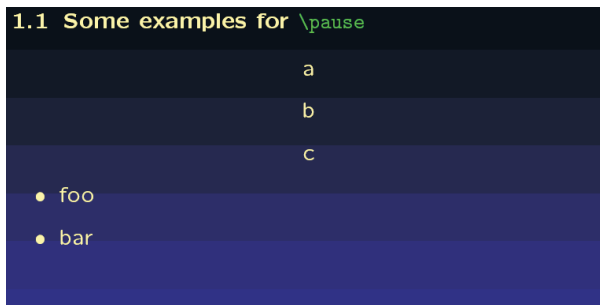 1.1 Some examples for \pause
a
b
c
• foo
• bar